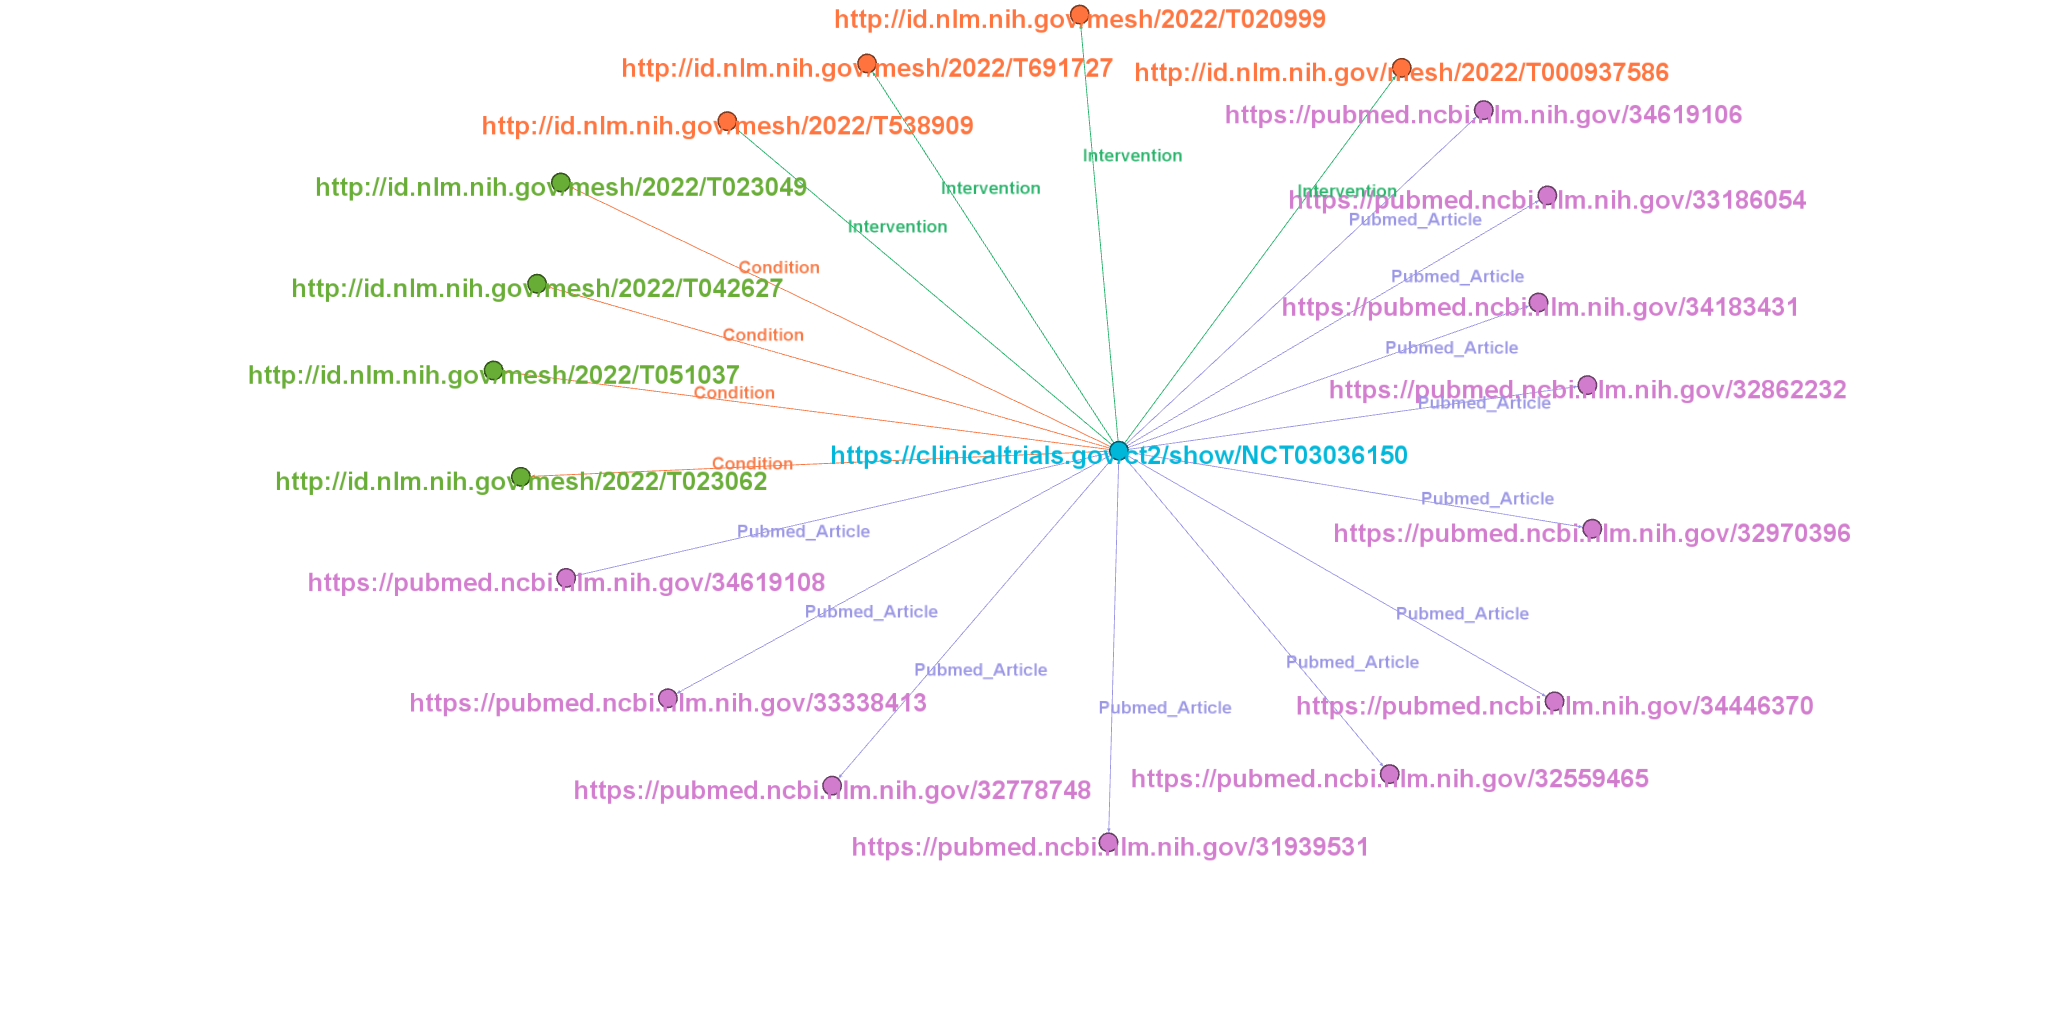 http://id.nlm.nih.gov/mesh/2022/T020999
http://id.nlm.nih.gov/mesh/2022/T691727
http://id.nlm.nih.gov/mesh/2022/T000937586
https://pubmed.ncbi.nlm.nih.gov/34619106
http://id.nlm.nih.gov/mesh/2022/T538909
Intervention
http://id.nlm.nih.gov/mesh/2022/T023049
Intervention
Intervention
https://pubmed.ncbi.nlm.nih.gov/33186054
Pubmed_Article
Intervention
Condition
Pubmed_Article
http://id.nlm.nih.gov/mesh/2022/T042627
https://pubmed.ncbi.nlm.nih.gov/34183431
Condition
Pubmed_Article
http://id.nlm.nih.gov/mesh/2022/T051037
https://pubmed.ncbi.nlm.nih.gov/32862232
Condition
Pubmed_Article
https://clinicaltrials.gov/ct2/show/NCT03036150
Condition
http://id.nlm.nih.gov/mesh/2022/T023062
Pubmed_Article
Pubmed_Article
https://pubmed.ncbi.nlm.nih.gov/32970396
https://pubmed.ncbi.nlm.nih.gov/34619108
Pubmed_Article
Pubmed_Article
Pubmed_Article
Pubmed_Article
https://pubmed.ncbi.nlm.nih.gov/33338413
Pubmed_Article
https://pubmed.ncbi.nlm.nih.gov/34446370
https://pubmed.ncbi.nlm.nih.gov/32559465
https://pubmed.ncbi.nlm.nih.gov/32778748
https://pubmed.ncbi.nlm.nih.gov/31939531